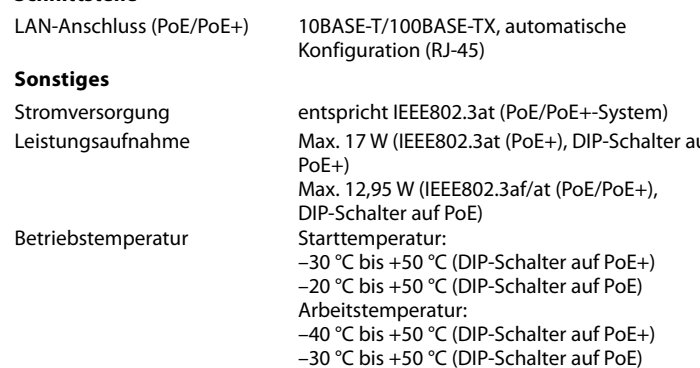 LAN-Anschluss (PoE/PoE+) 10BASE-T/100BASE-TX, automatische
Konfiguration (RJ-45)
Sonstiges
Stromversorgung entspricht IEEE802.3at (PoE/PoE+-System)
Leistungsaufnahme Max. 17 W (IEEE802.3at (PoE+), DIP-Schalter
PoE+)
Max. 12,95 W (IEEE802.3af/at (PoE/PoE+),
DIP-Schalter auf PoE)
Betriebstemperatur Starttemperatur:
–30 °C bis +50 °C (DIP-Schalter auf PoE+)
–20 °C bis +50 °C (DIP-Schalter auf PoE)
Arbeitstemperatur:
–40 °C bis +50 °C (DIP-Schalter auf PoE+)
–30 °C bis +50 °C (DIP-Schalter auf PoE)